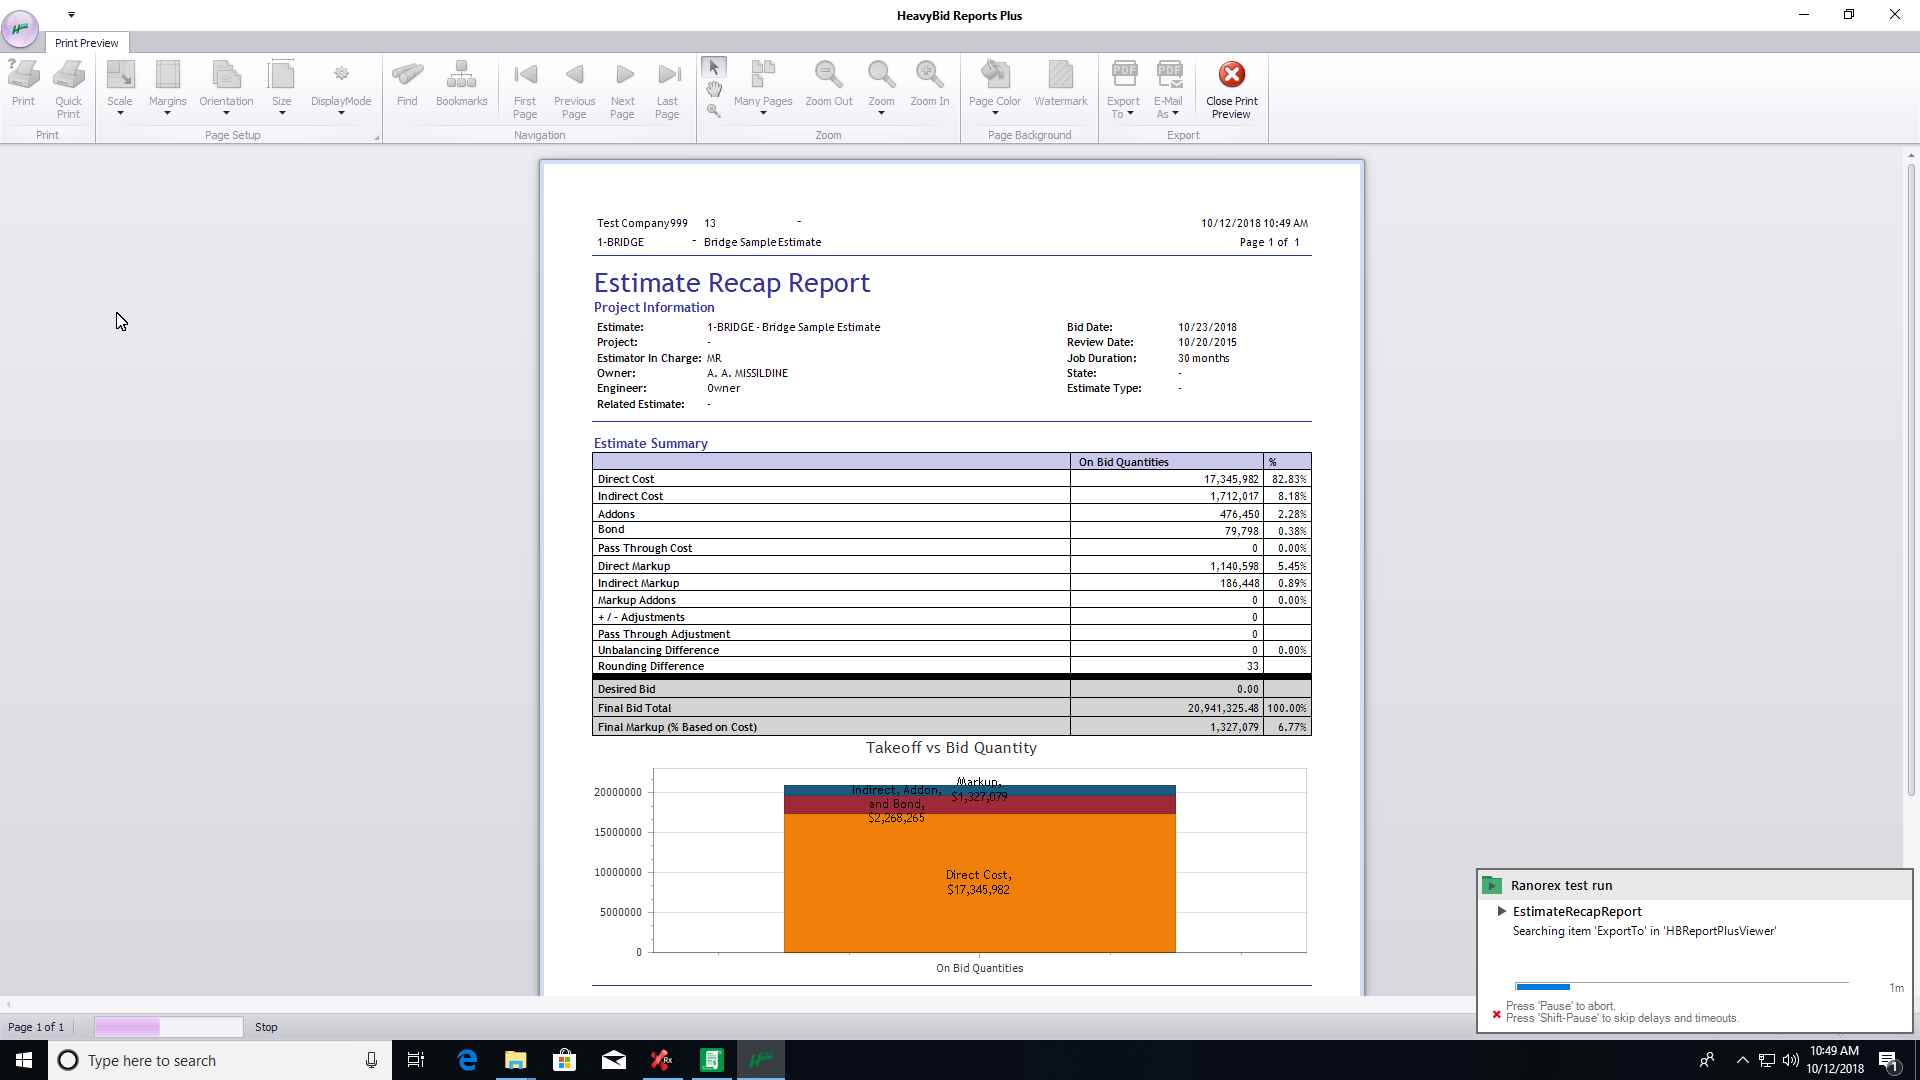 HeavyBid Reports Plus
Print Preview
Print
Quick Print
Scale
Margins
Orientation
Size
DisplayMode
Find
Bookmarks
First Page
Previous Page
Next Page
Last Page
Many Pages
Zoom Out
Zoom
Zoom In
Page Color
Watermark
PDF
Export To
PDF
E-Mail As
Close Print Preview
Print
Page Setup
Navigation
Zoom
Page Background
Export
Test Company999 13 - 10/12/2018 10:49 AM
1-BRIDGE - Bridge Sample Estimate Page 1 of 1
Estimate Recap Report
Project Information
Estimate: 1-BRIDGE - Bridge Sample Estimate Bid Date: 10/23/2018
Project: - Review Date: 10/20/2015
Estimator In Charge: MR Job Duration: 30 months
Owner: A. A. MISSILDINE State: -
Engineer: Owner Estimate Type: -
Related Estimate: -
Estimate Summary
On Bid Quantities %
Direct Cost 17,345,982 82.83%
Indirect Cost 1,712,017 8.18%
Addons 476,450 2.28%
Bond 79,798 0.38%
Pass Through Cost 0 0.00%
Direct Markup 1,140,598 5.45%
Indirect Markup 186,448 0.89%
Markup Addons 0 0.00%
+ / - Adjustments 0
Pass Through Adjustment 0
Unbalancing Difference 0 0.00%
Rounding Difference 33
Desired Bid 0.00
Final Bid Total 20,941,325.48 100.00%
Final Markup (% Based on Cost) 1,327,079 6.77%
Takeoff vs Bid Quantity
20000000
15000000
10000000
5000000
0
Markup,
$1,327,079
Indirect, Addon,
and Bond,
$2,268,265
Direct Cost,
$17,345,982
On Bid Quantities
Ranorex test run
EstimateRecapReport
Searching item 'ExportTo' in 'HBReportPlusViewer'
1m
Press 'Pause' to abort.
Press 'Shift-Pause' to skip delays and timeouts.
Page 1 of 1
Stop
Type here to search
10:49 AM
10/12/2018
1